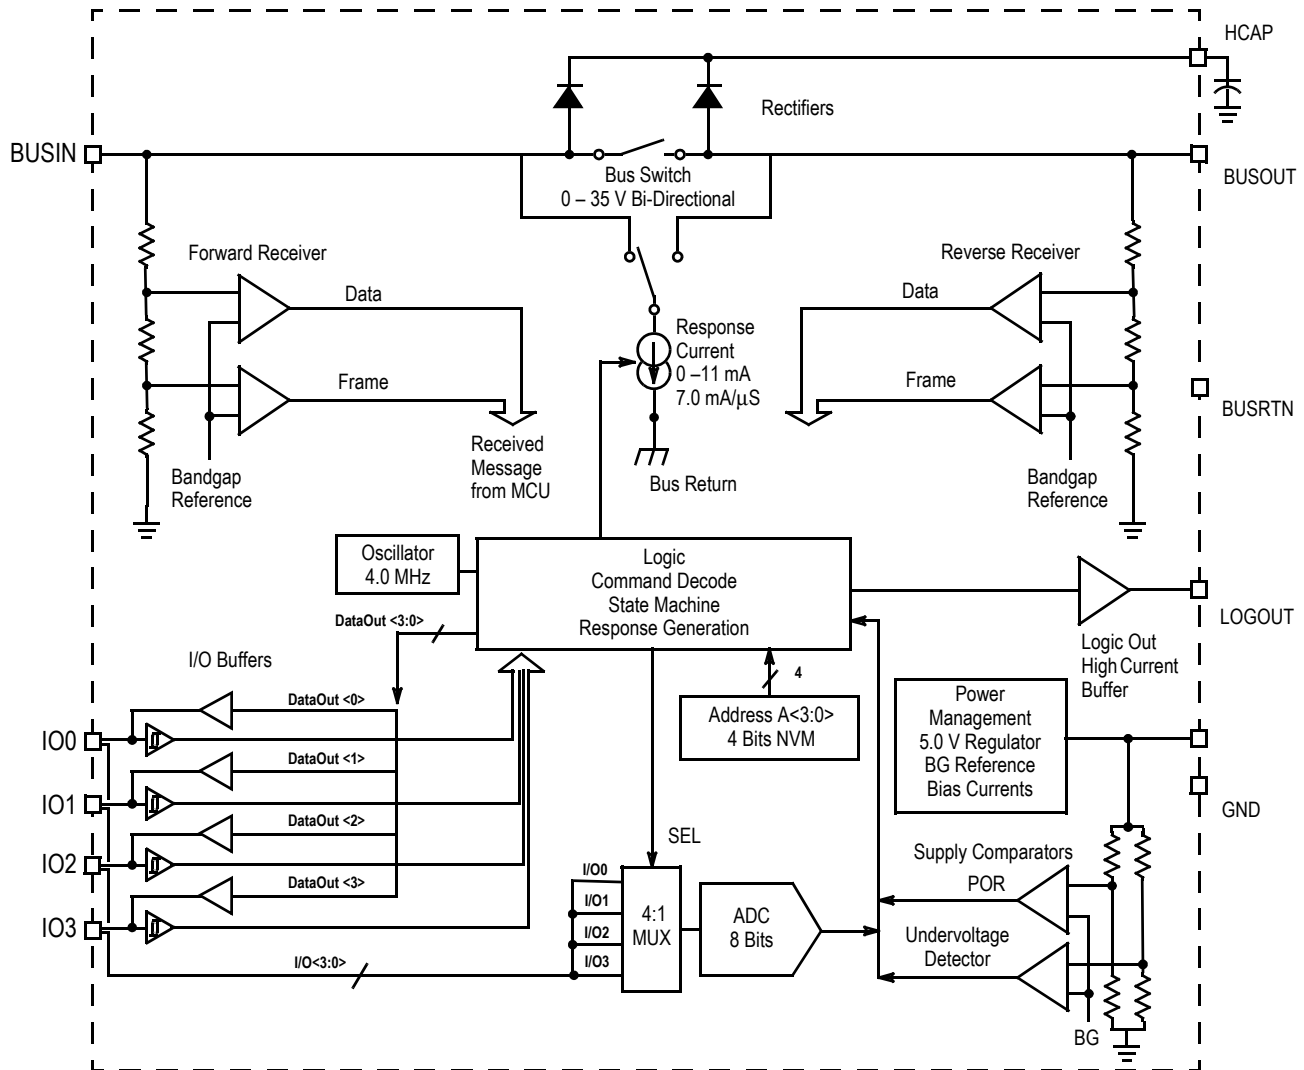 HCAP
Rectifiers
BUSIN
BUSOUT
Bus Switch
0 – 35 V Bi-Directional
Forward Receiver
Reverse Receiver
Data
Data
Response
Current
0 –11 mA
7.0 mA/μS
Frame
Frame
BUSRTN
Received
Message
from MCU
Bandgap
Reference
Bus Return
Bandgap
Reference
Oscillator
4.0 MHz
Logic
Command Decode
State Machine
Response Generation
DataOut <3:0>
LOGOUT
Logic Out
High Current
Buffer
I/O Buffers
4
Address A<3:0>
4 Bits NVM
Power
Management
5.0 V Regulator
BG Reference
Bias Currents
DataOut <0>
IO0
DataOut <1>
IO1
DataOut <2>
IO2
DataOut <3>
IO3
GND
SEL
Supply Comparators
POR
I/O0
I/O1
I/O2
I/O3
4:1
MUX
ADC
8 Bits
Undervoltage
Detector
I/O<3:0>
BG